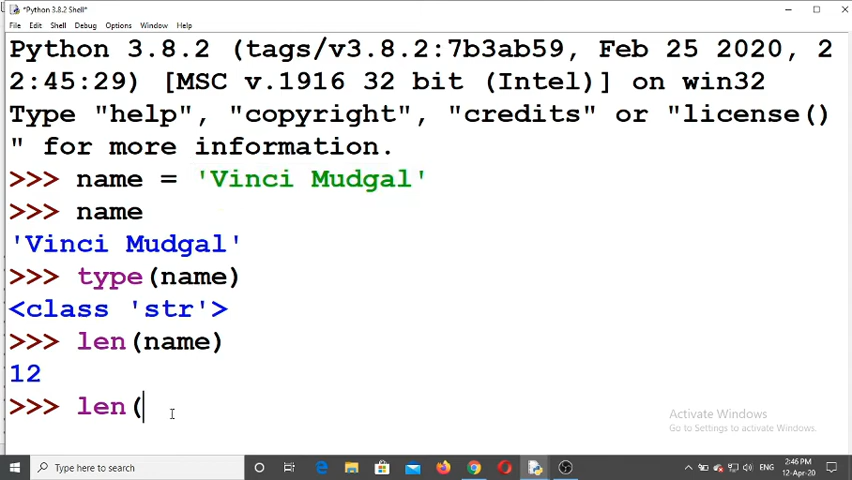 *Python 3.8.2 Shell*
File Edit Shell Debug Options Window Help
Python 3.8.2 (tags/v3.8.2:7b3ab59, Feb 25 2020, 2
2:45:29) [MSC v.1916 32 bit (Intel)] on win32
Type "help", "copyright", "credits" or "license()
" for more information.
>>> name = 'Vinci Mudgal'
>>> name
'Vinci Mudgal'
>>> type(name)
<class 'str'>
>>> len(name)
12
>>> len(
Activate Windows
Go to Settings to activate Windows.
Type here to search
ENG
2:46 PM
12-Apr-20